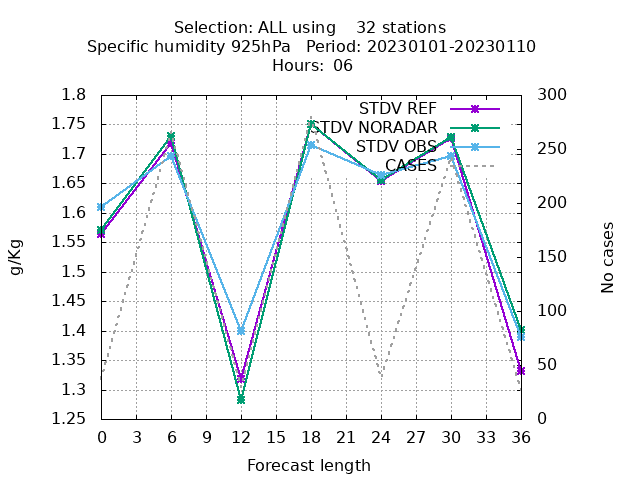 Selection: ALL using    32 stations
Specific humidity 925hPa   Period: 20230101-20230110
Hours:  06
1.8
1.75
1.7
1.65
1.6
1.55
1.5
1.45
1.4
1.35
1.3
1.25
g/Kg
STDV REF
STDV NORADAR
STDV OBS
CASES
300
250
200
150
100
50
0
No cases
0 3 6 9 12 15 18 21 24 27 30 33 36
Forecast length